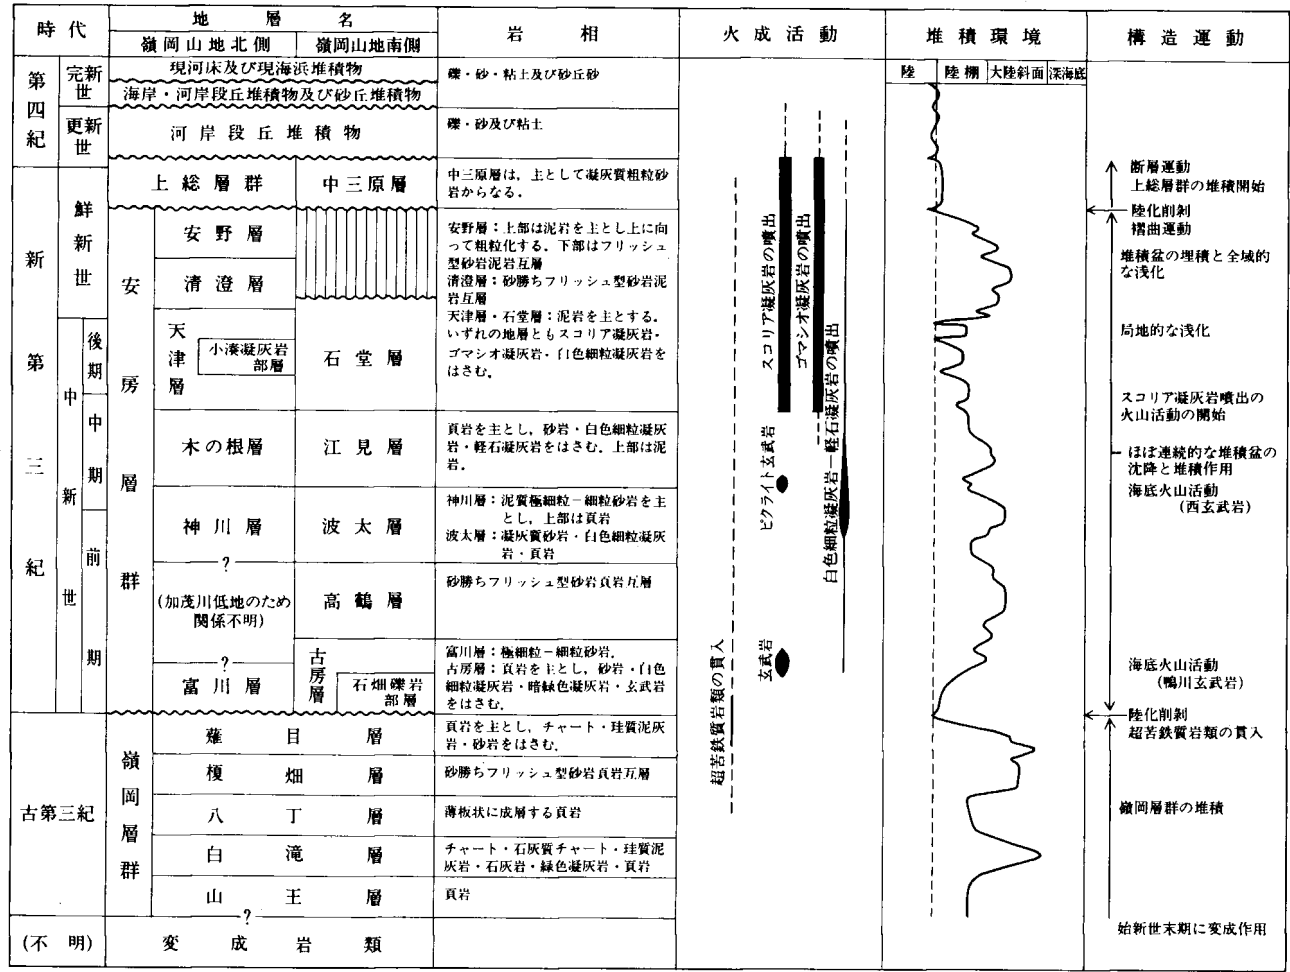 時代
地層名
嶺岡山地北側
嶺岡山地南側
岩相
火成活動
堆積環境
構造運動
陸
陸棚
大陸斜面
深海底
第四紀
完新世
現河床及び現海浜堆積物
海岸・河岸段丘堆積物及び砂丘堆積物
礫・砂・粘土及び砂丘砂
更新世
河岸段丘堆積物
礫・砂及び粘土
新第三紀
鮮新世
上総層群
中三原層
中三原層は,主として凝灰質粗粒砂
岩からなる.
安房層群
安野層
清澄層
安野層:上部は泥岩を主とし上に向
って粗粒化する.下部はフリッシュ
型砂岩泥岩互層
清澄層:砂勝ちフリッシュ型砂岩泥
岩互層
中新世
後期
天津層
小湊凝灰岩
部層
石堂層
天津層・石堂層:泥岩を主とする.
いずれの地層ともスコリア凝灰岩・
ゴマシオ凝灰岩・白色細粒凝灰岩を
はさむ.
中期
木の根層
江見層
頁岩を主とし,砂岩・白色細粒凝灰
岩・軽石凝灰岩をはさむ.上部は泥
岩.
前期
神川層
波太層
神川層:泥質極細粒-細粒砂岩を主
とし,上部は頁岩
波太層:凝灰質砂岩・白色細粒凝灰
岩・頁岩
?
(加茂川低地のため
関係不明)
高鶴層
砂勝ちフリッシュ型砂岩頁岩互層
?
富川層
古房層
石畑礫岩
部層
富川層:極細粒-細粒砂岩.
古房層:頁岩を主とし,砂岩・白色
細粒凝灰岩・暗緑色凝灰岩・玄武岩
をはさむ.
古第三紀
嶺岡層群
薙目層
頁岩を主とし,チャート・珪質泥灰
岩・砂岩をはさむ.
榎畑層
砂勝ちフリッシュ型砂岩頁岩互層
八丁層
薄板状に成層する頁岩
白滝層
チャート・石灰質チャート・珪質泥
灰岩・石灰岩・緑色凝灰岩・頁岩
山王層
頁岩
?
(不明)
変成岩類
超苦鉄質岩類の貫入
スコリア凝灰岩の噴出
ピクライト玄武岩
玄武岩
ゴマシオ凝灰岩の噴出
白色細粒凝灰岩-軽石凝灰岩の噴出
断層運動
上総層群の堆積開始
陸化削剥
褶曲運動
堆積盆の埋積と全域的
な浅化
局地的な浅化
スコリア凝灰岩噴出の
火山活動の開始
ほぼ連続的な堆積盆の
沈降と堆積作用
海底火山活動
(西玄武岩)
海底火山活動
(鴨川玄武岩)
陸化削剥
超苦鉄質岩類の貫入
嶺岡層群の堆積
始新世末期に変成作用